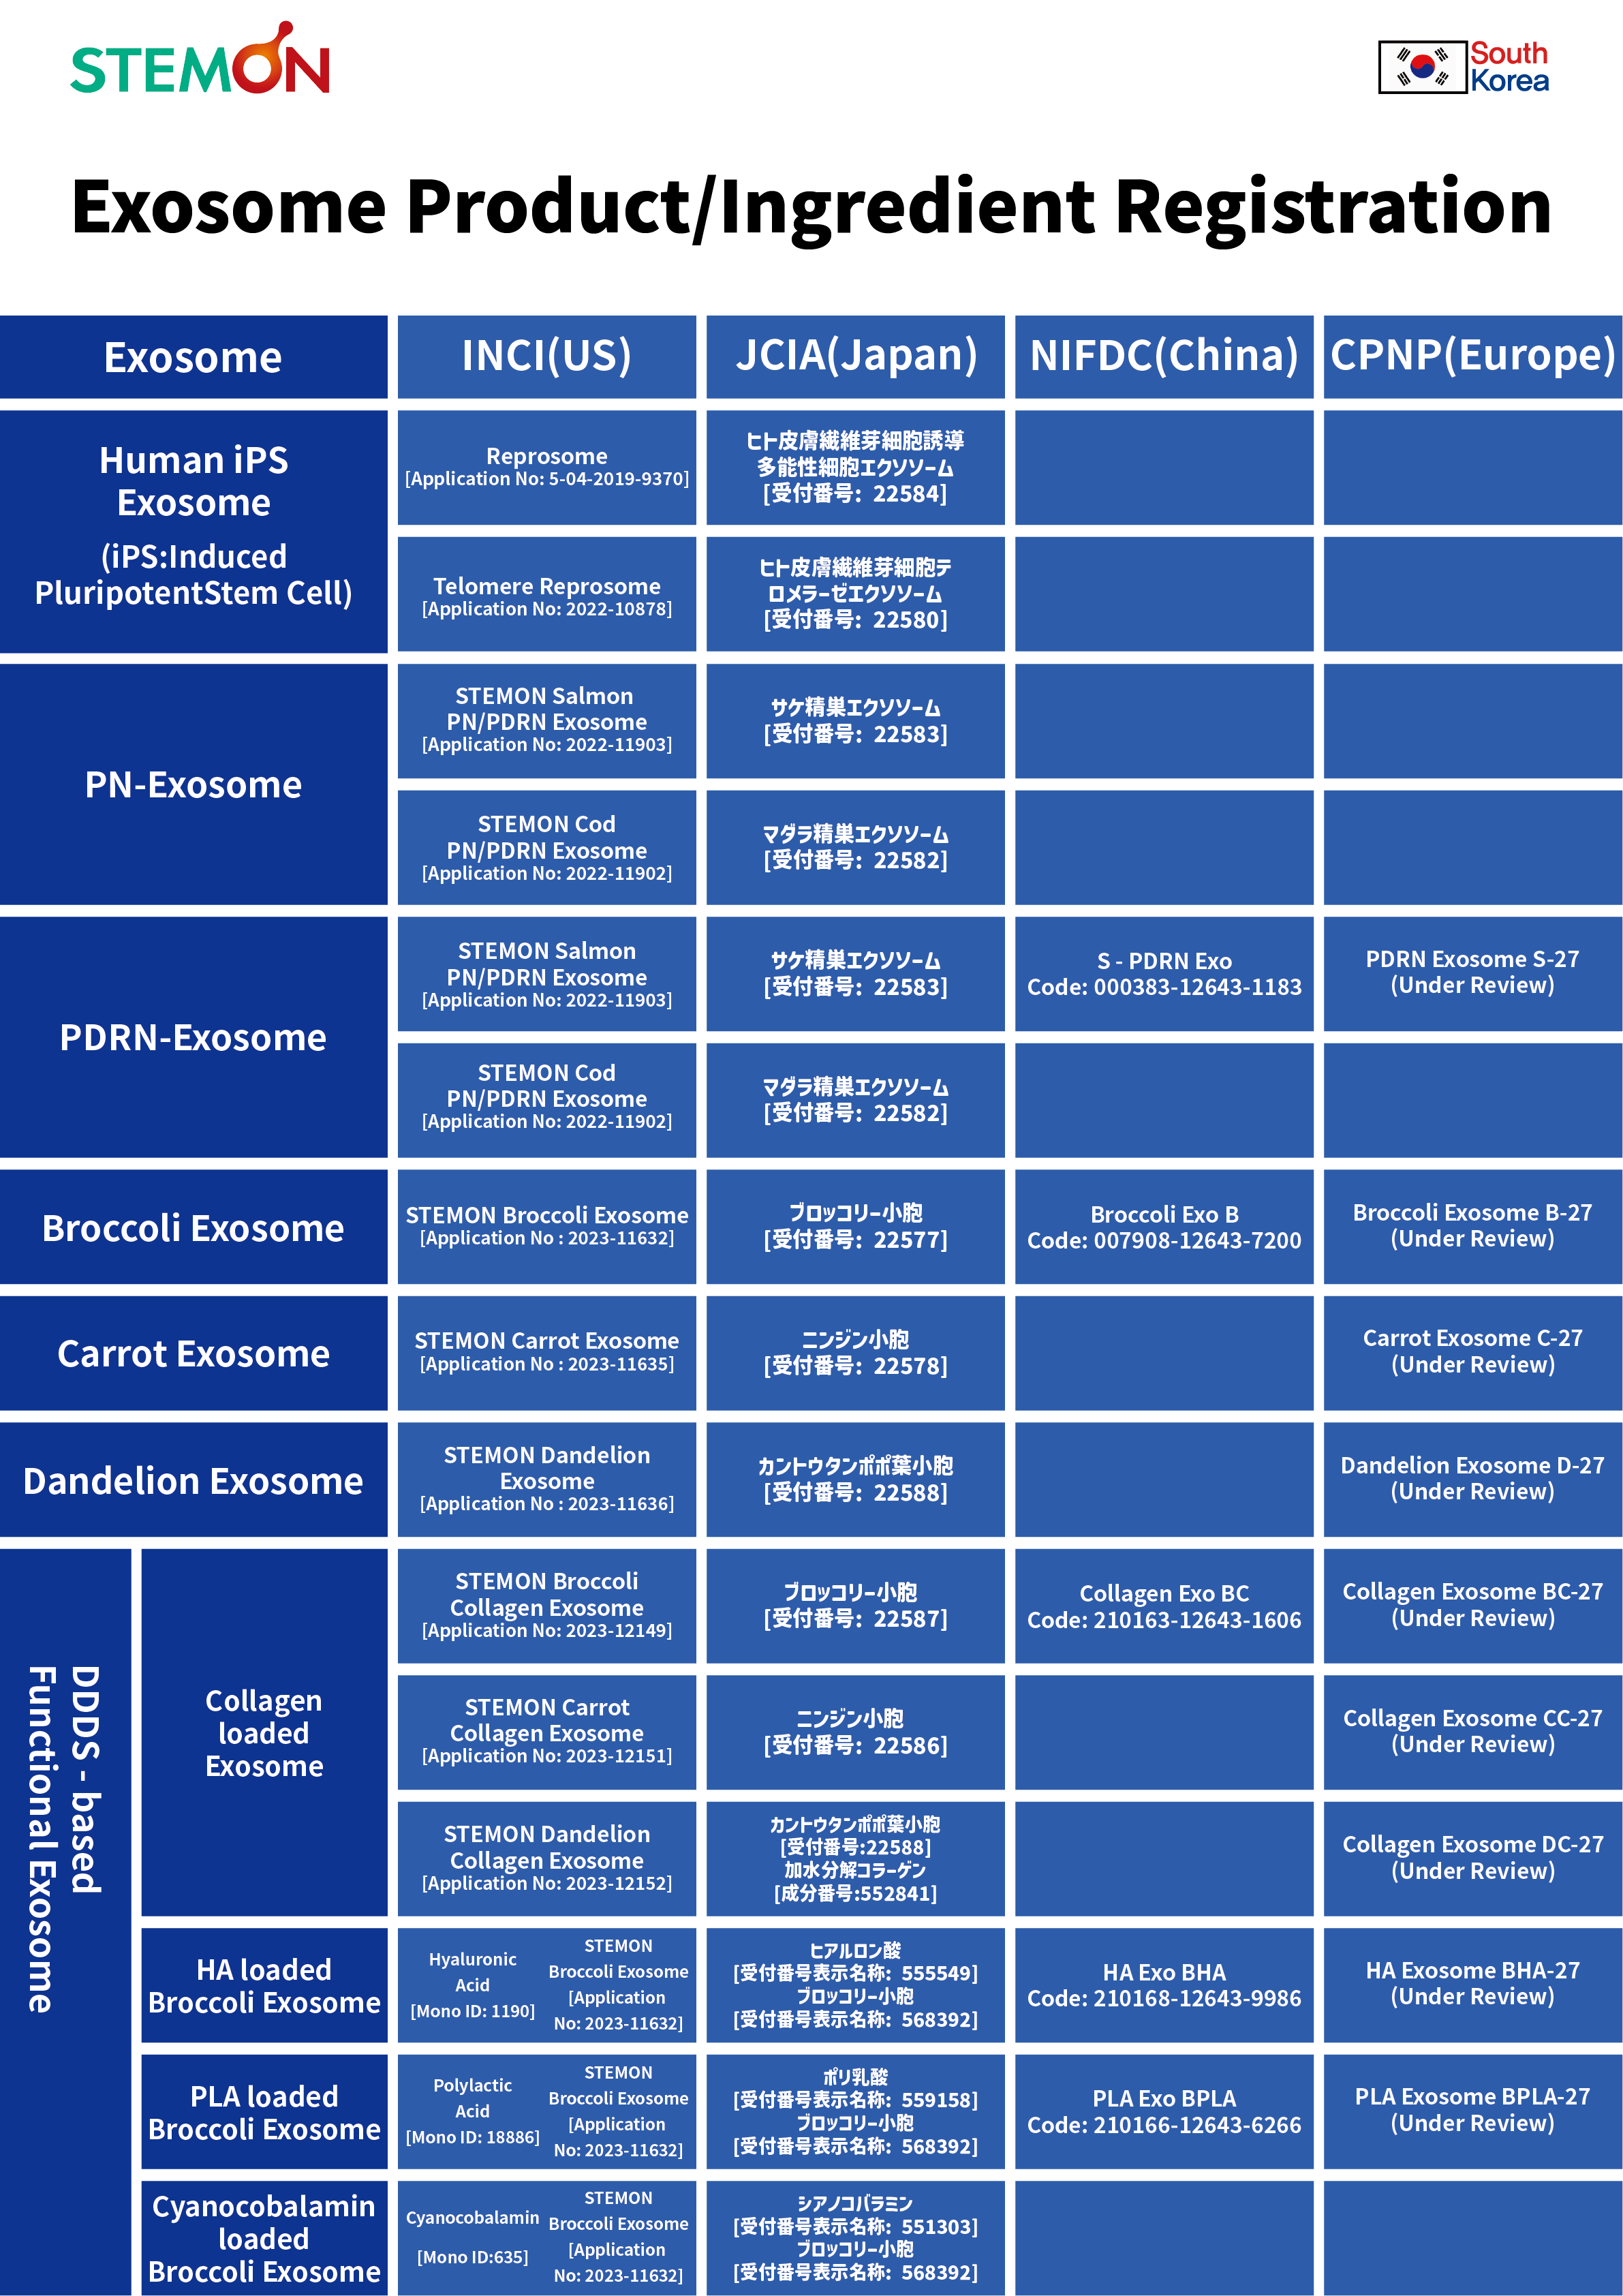 STEMON
South
Korea
Exosome Product/Ingredient Registration
Exosome
INCI(US)
JCIA(Japan)
NIFDC(China)
CPNP(Europe)
Human iPS
Exosome
(iPS:Induced
PluripotentStem Cell)
Reprosome
[Application No: 5-04-2019-9370]
ヒト皮膚繊維芽細胞誘導
多能性細胞エクソソーム
[受付番号: 22584]
Telomere Reprosome
[Application No: 2022-10878]
ヒト皮膚繊維芽細胞テ
ロメラーゼエクソソーム
[受付番号: 22580]
PN-Exosome
STEMON Salmon
PN/PDRN Exosome
[Application No: 2022-11903]
サケ精巣エクソソーム
[受付番号: 22583]
STEMON Cod
PN/PDRN Exosome
[Application No: 2022-11902]
マダラ精巣エクソソーム
[受付番号: 22582]
PDRN-Exosome
STEMON Salmon
PN/PDRN Exosome
[Application No: 2022-11903]
サケ精巣エクソソーム
[受付番号: 22583]
S - PDRN Exo
Code: 000383-12643-1183
PDRN Exosome S-27
(Under Review)
STEMON Cod
PN/PDRN Exosome
[Application No: 2022-11902]
マダラ精巣エクソソーム
[受付番号: 22582]
Broccoli Exosome
STEMON Broccoli Exosome
[Application No : 2023-11632]
ブロッコリー小胞
[受付番号: 22577]
Broccoli Exo B
Code: 007908-12643-7200
Broccoli Exosome B-27
(Under Review)
Carrot Exosome
STEMON Carrot Exosome
[Application No : 2023-11635]
ニンジン小胞
[受付番号: 22578]
Carrot Exosome C-27
(Under Review)
Dandelion Exosome
STEMON Dandelion
Exosome
[Application No : 2023-11636]
カントウタンポポ葉小胞
[受付番号: 22588]
Dandelion Exosome D-27
(Under Review)
DDDS - based
Functional Exosome
Collagen
loaded
Exosome
STEMON Broccoli
Collagen Exosome
[Application No: 2023-12149]
ブロッコリー小胞
[受付番号: 22587]
Collagen Exo BC
Code: 210163-12643-1606
Collagen Exosome BC-27
(Under Review)
STEMON Carrot
Collagen Exosome
[Application No: 2023-12151]
ニンジン小胞
[受付番号: 22586]
Collagen Exosome CC-27
(Under Review)
STEMON Dandelion
Collagen Exosome
[Application No: 2023-12152]
カントウタンポポ葉小胞
[受付番号:22588]
加水分解コラーゲン
[成分番号:552841]
Collagen Exosome DC-27
(Under Review)
HA loaded
Broccoli Exosome
Hyaluronic
Acid
[Mono ID: 1190]
STEMON
Broccoli Exosome
[Application
No: 2023-11632]
ヒアルロン酸
[受付番号表示名称: 555549]
ブロッコリー小胞
[受付番号表示名称: 568392]
HA Exo BHA
Code: 210168-12643-9986
HA Exosome BHA-27
(Under Review)
PLA loaded
Broccoli Exosome
Polylactic
Acid
[Mono ID: 18886]
STEMON
Broccoli Exosome
[Application
No: 2023-11632]
ポリ乳酸
[受付番号表示名称: 559158]
ブロッコリー小胞
[受付番号表示名称: 568392]
PLA Exo BPLA
Code: 210166-12643-6266
PLA Exosome BPLA-27
(Under Review)
Cyanocobalamin
loaded
Broccoli Exosome
Cyanocobalamin
[Mono ID:635]
STEMON
Broccoli Exosome
[Application
No: 2023-11632]
シアノコバラミン
[受付番号表示名称: 551303]
ブロッコリー小胞
[受付番号表示名称: 568392]